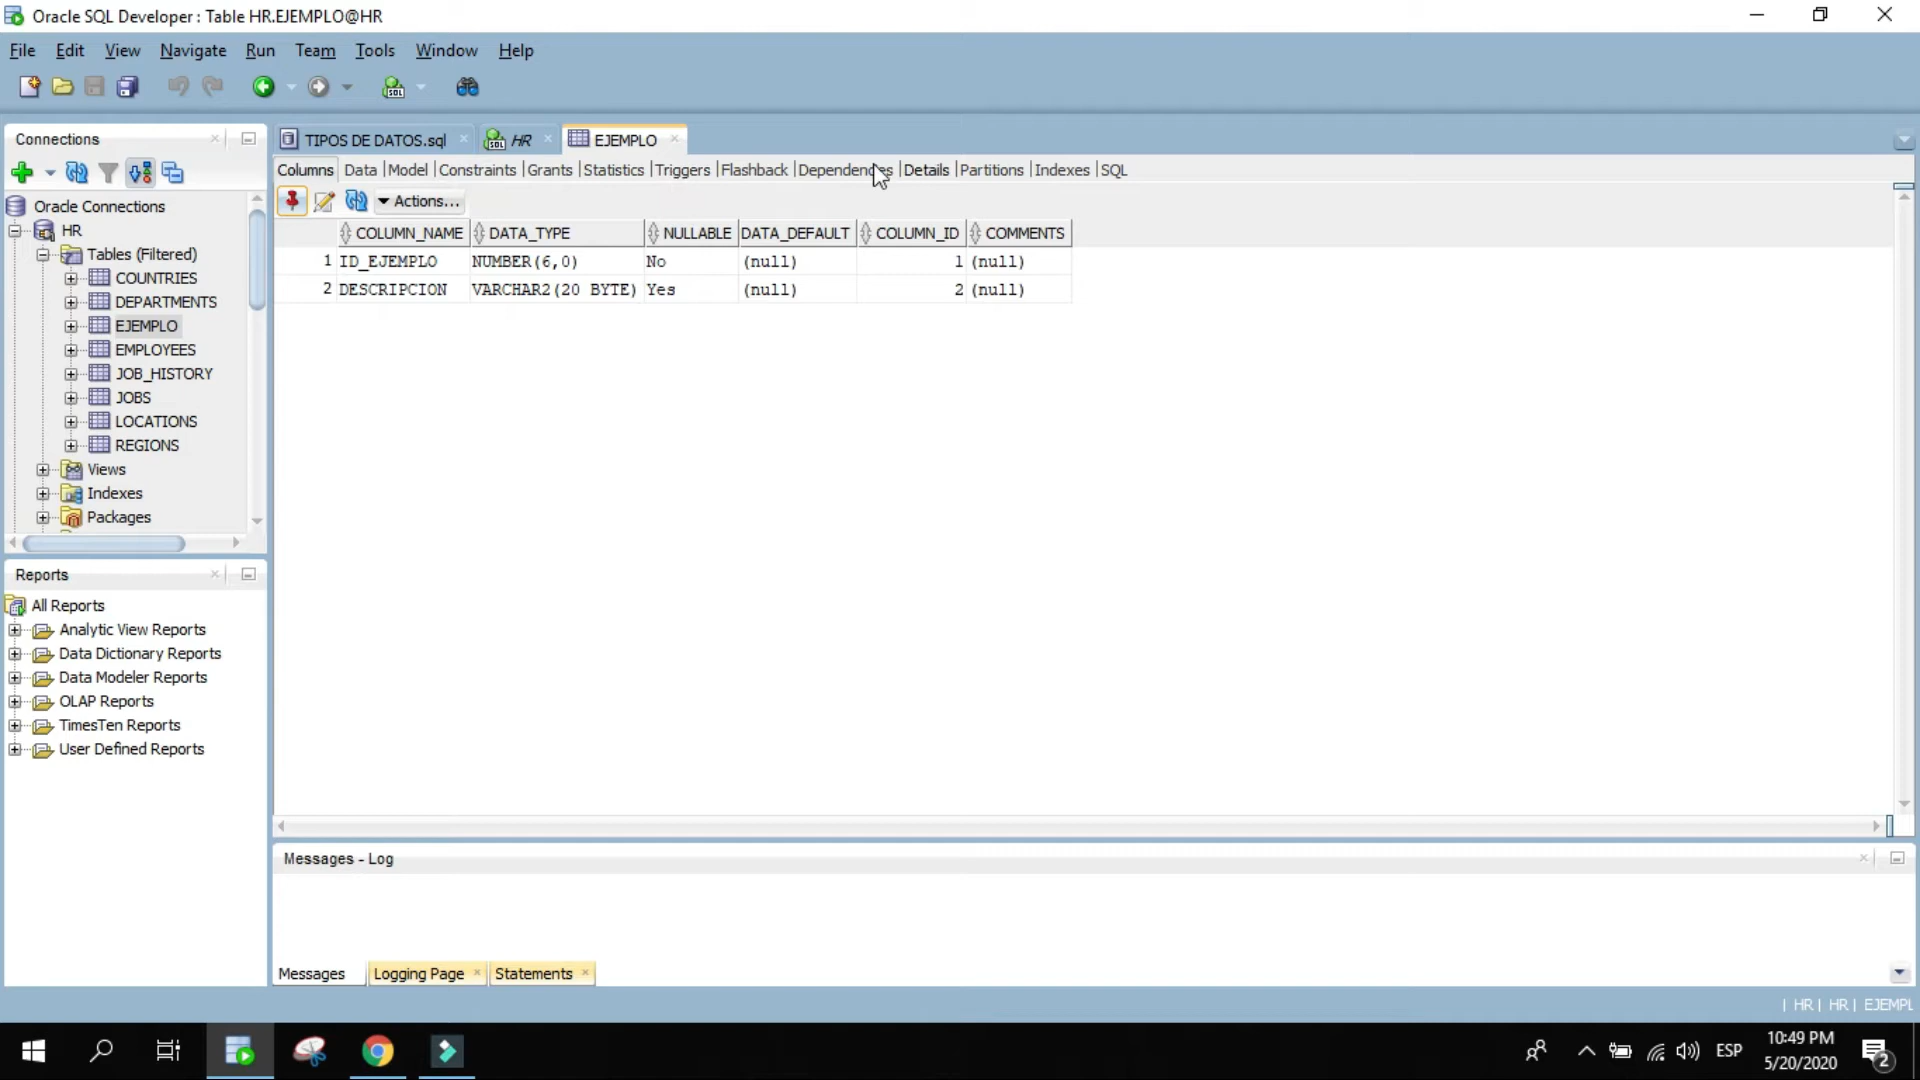 Oracle SQL Developer : Table HR.EJEMPLO@HR
File Edit View Navigate Run Team Tools Window Help
Connections
TIPOS DE DATOS.sql HR EJEMPLO
Columns Data Model Constraints Grants Statistics Triggers Flashback Dependencies Details Partitions Indexes SQL
Actions...
Oracle Connections
HR
Tables (Filtered)
COUNTRIES
DEPARTMENTS
EJEMPLO
EMPLOYEES
JOB_HISTORY
JOBS
LOCATIONS
REGIONS
Views
Indexes
Packages
COLUMN_NAME DATA_TYPE NULLABLE DATA_DEFAULT COLUMN_ID COMMENTS
1 ID_EJEMPLO NUMBER(6,0) No (null) 1 (null)
2 DESCRIPCION VARCHAR2(20 BYTE) Yes (null) 2 (null)
Reports
All Reports
Analytic View Reports
Data Dictionary Reports
Data Modeler Reports
OLAP Reports
TimesTen Reports
User Defined Reports
Messages - Log
Messages Logging Page Statements
| HR | HR | EJEMPL
ESP
10:49 PM
5/20/2020
2